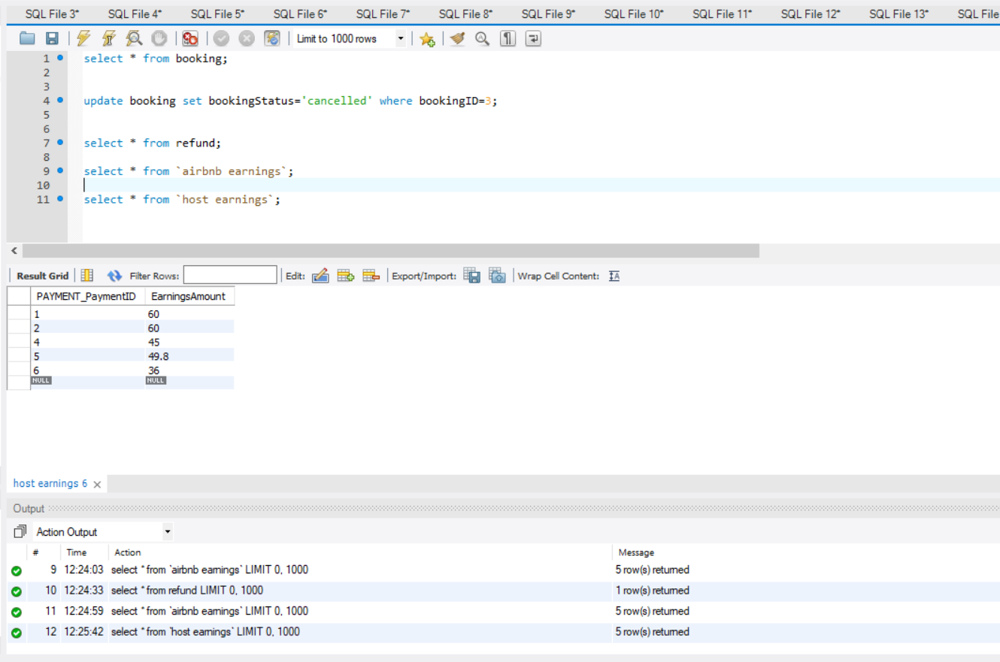 SQL File 3* SQL File 4* SQL File 5* SQL File 6* SQL File 7* SQL File 8* SQL File 9* SQL File 10* SQL File 11* SQL File 12* SQL File 13* SQL File
Limit to 1000 rows
1 select * from booking;
2
3
4 update booking set bookingStatus='cancelled' where bookingID=3;
5
6
7 select * from refund;
8
9 select * from `airbnb earnings`;
10
11 select * from `host earnings`;
Result Grid Filter Rows: Edit: Export/Import: Wrap Cell Content: IA
PAYMENT_PaymentID EarningsAmount
1 60
2 60
4 45
5 49.8
6 36
NULL NULL
host earnings 6
Output
Action Output
# Time Action Message
9 12:24:03 select * from `airbnb earnings` LIMIT 0, 1000 5 row(s) returned
10 12:24:33 select * from refund LIMIT 0, 1000 1 row(s) returned
11 12:24:59 select * from `airbnb earnings` LIMIT 0, 1000 5 row(s) returned
12 12:25:42 select * from `host earnings` LIMIT 0, 1000 5 row(s) returned